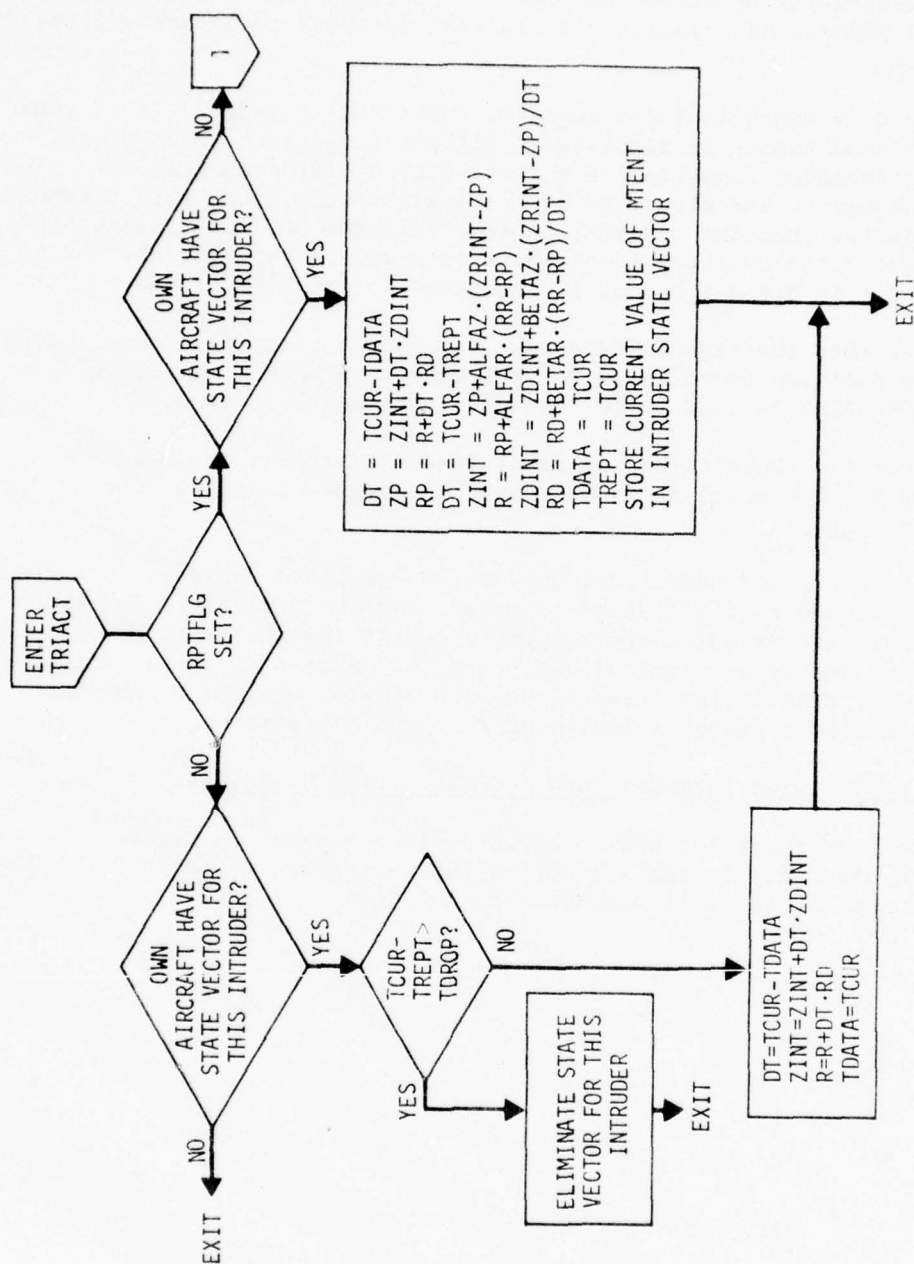 ENTER
TRIACT
RPTFLG
SET?
NO
YES
OWN
AIRCRAFT HAVE
STATE VECTOR FOR
THIS INTRUDER?
NO
EXIT
YES
TCUR-
TREPT>
TDROP?
YES
ELIMINATE STATE
VECTOR FOR THIS
INTRUDER
EXIT
NO
DT=TCUR-TDATA
ZINT=ZINT+DT·ZDINT
R=R+DT·RD
TDATA=TCUR
OWN
AIRCRAFT HAVE
STATE VECTOR FOR
THIS INTRUDER?
NO
1
YES
DT = TCUR-TDATA
ZP = ZINT+DT·ZDINT
RP = R+DT·RD
DT = TCUR-TREPT
ZINT = ZP+ALFAZ·(ZRINT-ZP)
R = RP+ALFAR·(RR-RP)
ZDINT = ZDINT+BETAZ·(ZRINT-ZP)/DT
RD = RD+BETAR·(RR-RP)/DT
TDATA = TCUR
TREPT = TCUR
STORE CURRENT VALUE OF MTENT
IN INTRUDER STATE VECTOR
EXIT